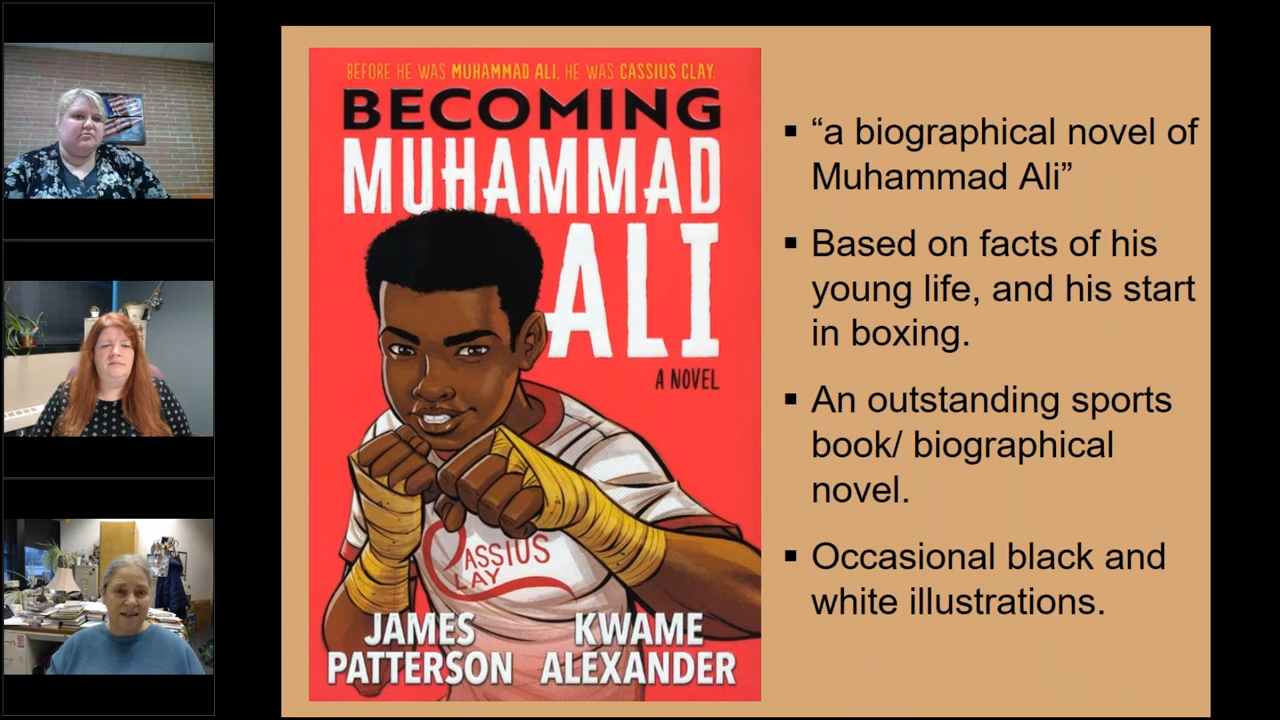 BEFORE HE WAS MUHAMMAD ALI, HE WAS CASSIUS CLAY.
BECOMING
MUHAMMAD
ALI
A NOVEL
CASSIUS
CLAY
JAMES
PATTERSON
KWAME
ALEXANDER
▪ “a biographical novel of
Muhammad Ali”
▪ Based on facts of his
young life, and his start
in boxing.
▪ An outstanding sports
book/ biographical
novel.
▪ Occasional black and
white illustrations.